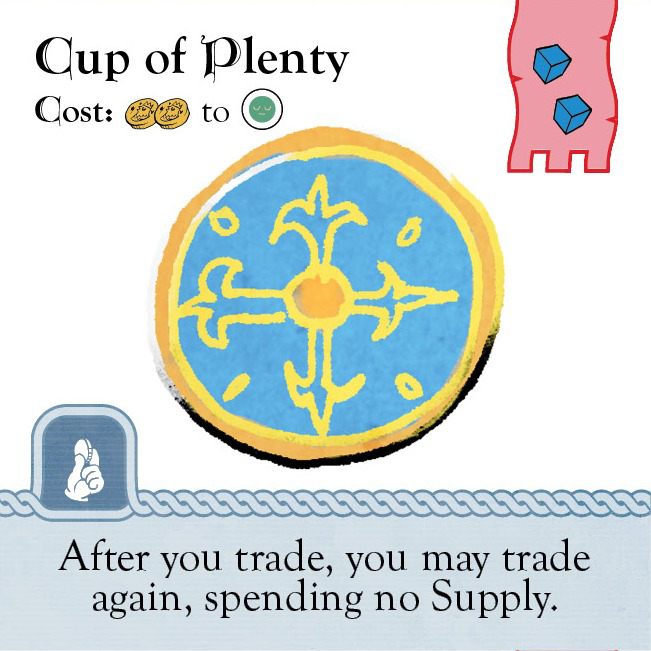 Cup of Plenty
Cost: to
After you trade, you may trade
again, spending no Supply.